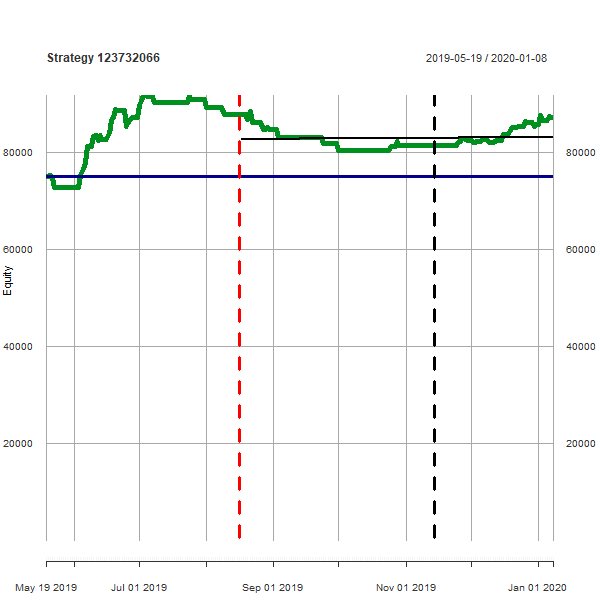 Strategy 123732066
2019-05-19 / 2020-01-08
80000
80000
60000
60000
Equity
40000
40000
20000
20000
May 19 2019
Jul 01 2019
Sep 01 2019
Nov 01 2019
Jan 01 2020